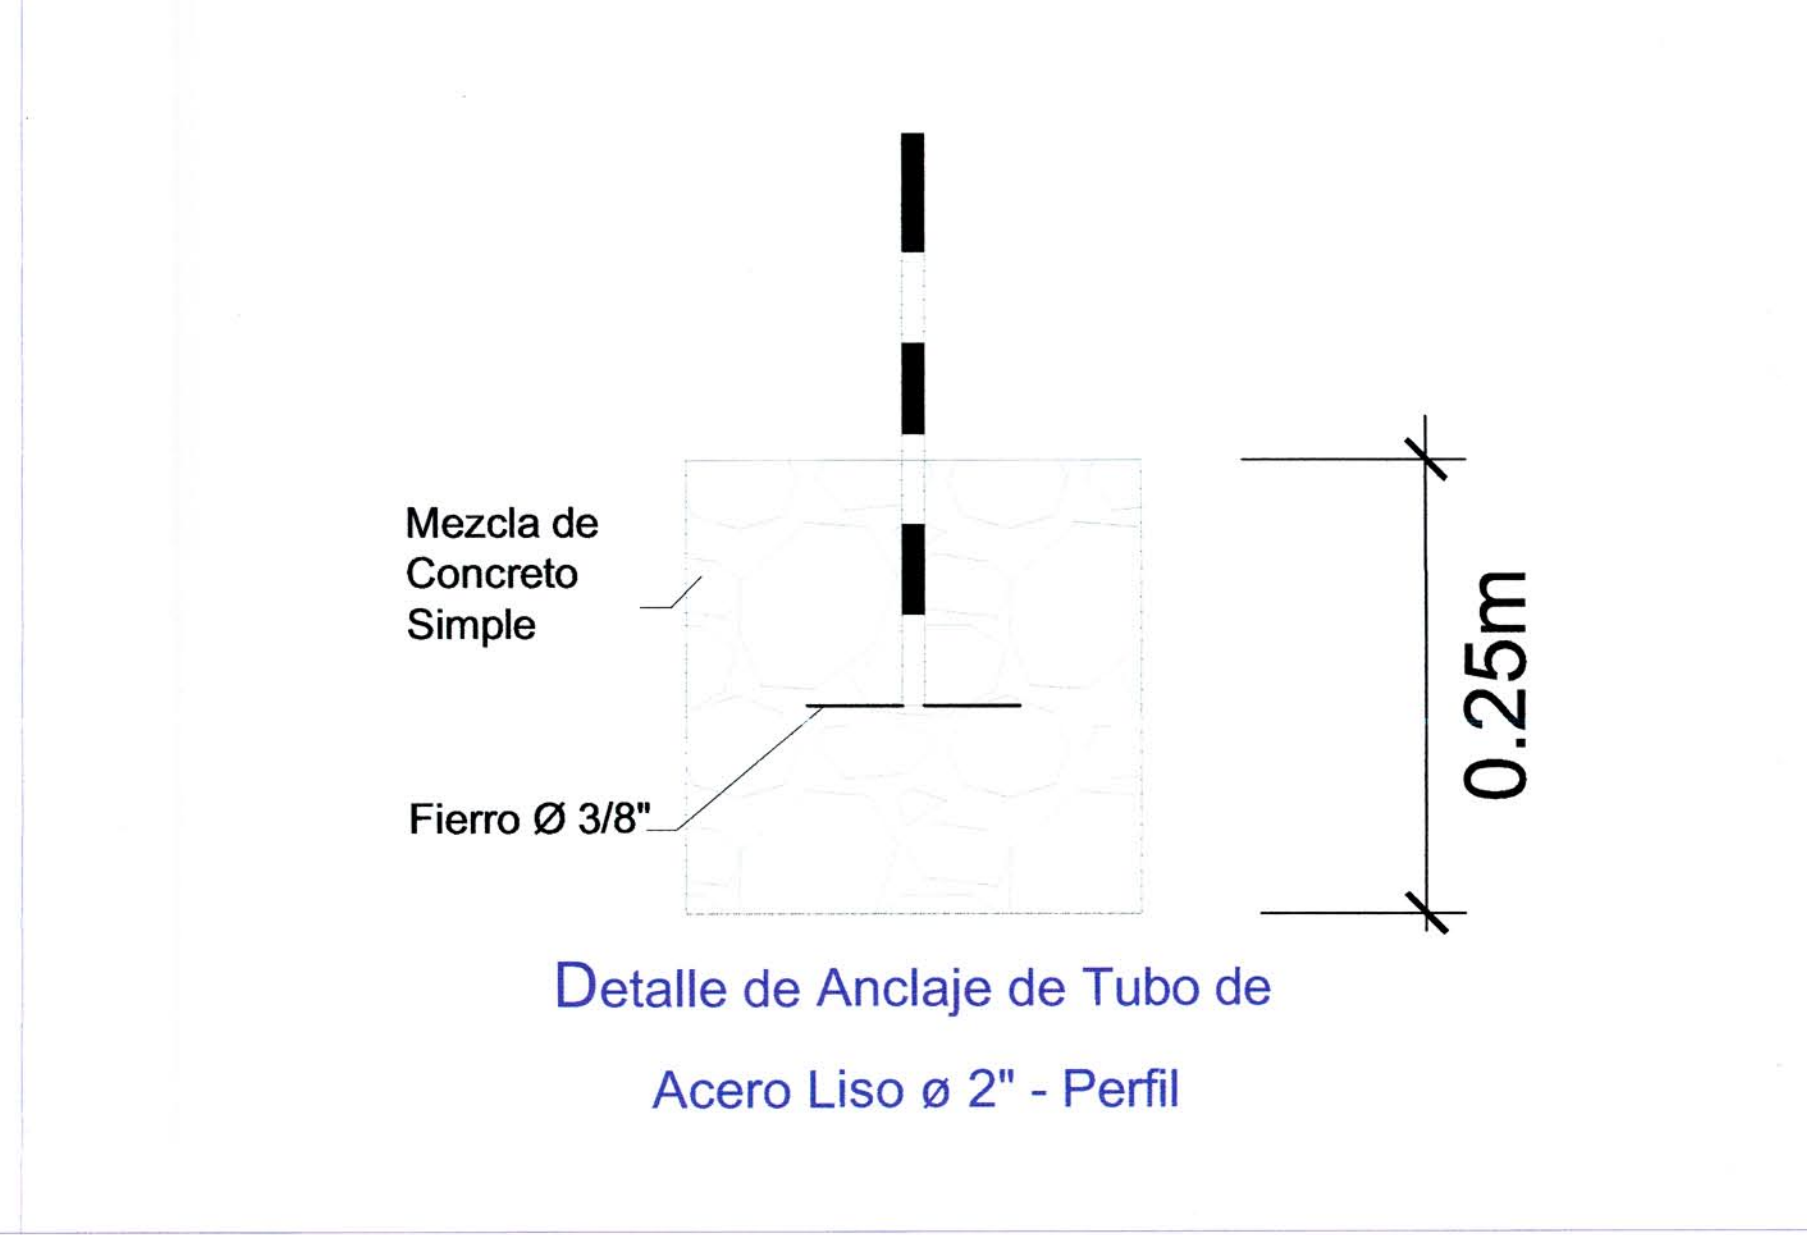 Mezcla de
Concreto
Simple
0.25m
Fierro Ø 3/8"
Detalle de Anclaje de Tubo de
Acero Liso ø 2" - Perfil